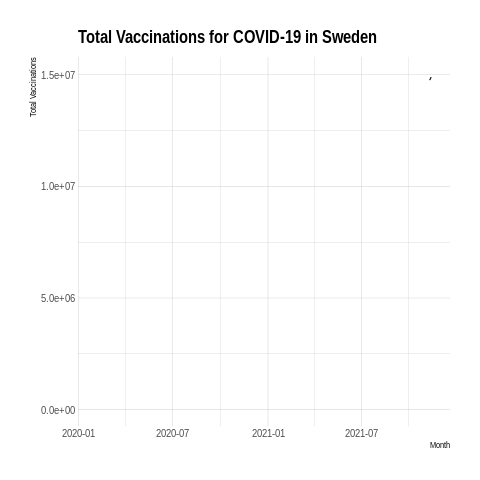 Total Vaccinations for COVID-19 in Sweden
Total Vaccinations
1.5e+07
1.0e+07
5.0e+06
0.0e+00
2020-01 2020-07 2021-01 2021-07
Month